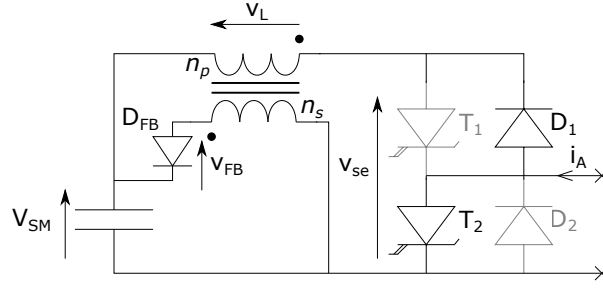 v_L
n_p
n_s
D_FB
v_FB
V_SM
v_se
T_1
D_1
i_A
T_2
D_2